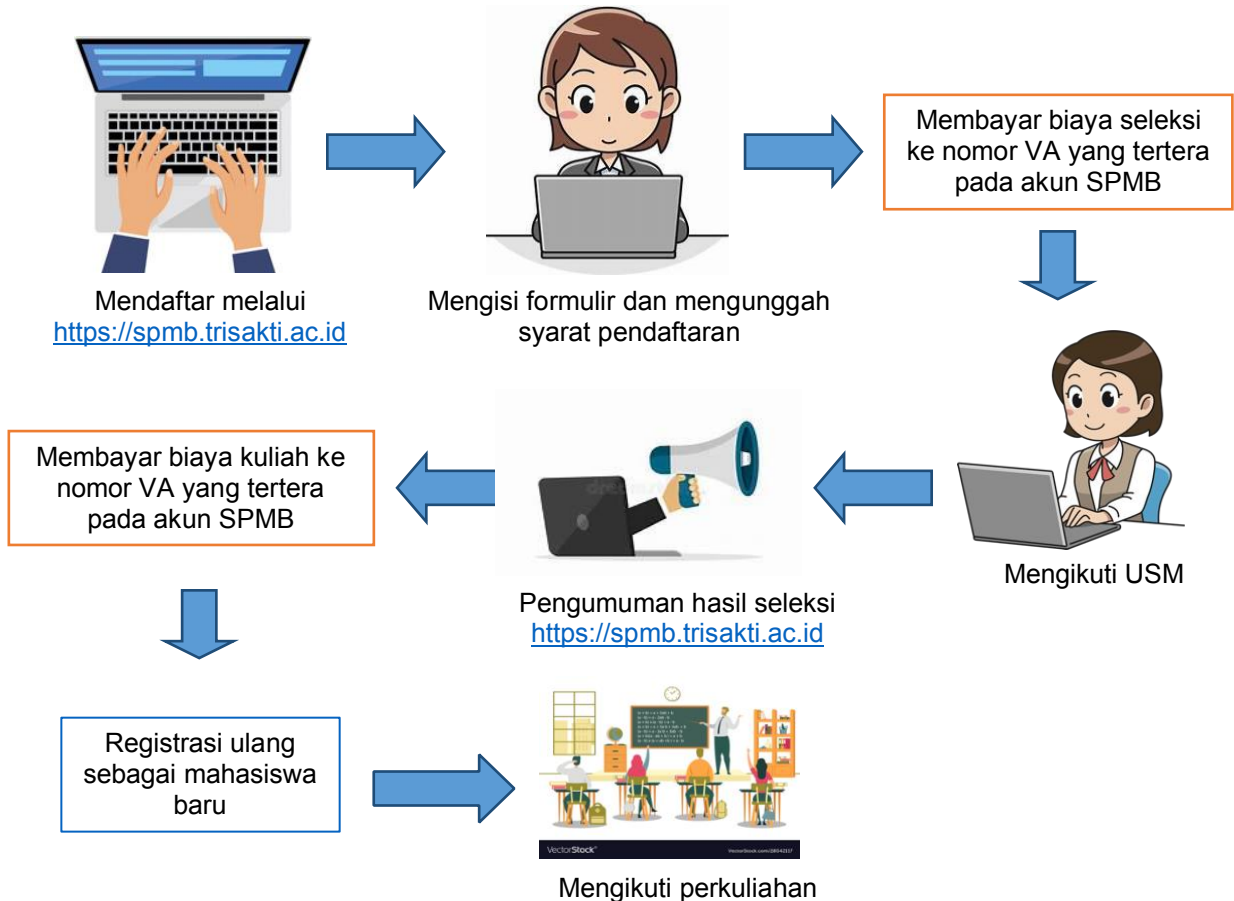 Mendaftar melalui
https://spmb.trisakti.ac.id
Mengisi formulir dan mengunggah
syarat pendaftaran
Membayar biaya seleksi
ke nomor VA yang tertera
pada akun SPMB
Mengikuti USM
Pengumuman hasil seleksi
https://spmb.trisakti.ac.id
Membayar biaya kuliah ke
nomor VA yang tertera
pada akun SPMB
Registrasi ulang
sebagai mahasiswa
baru
VectorStock®
Mengikuti perkuliahan